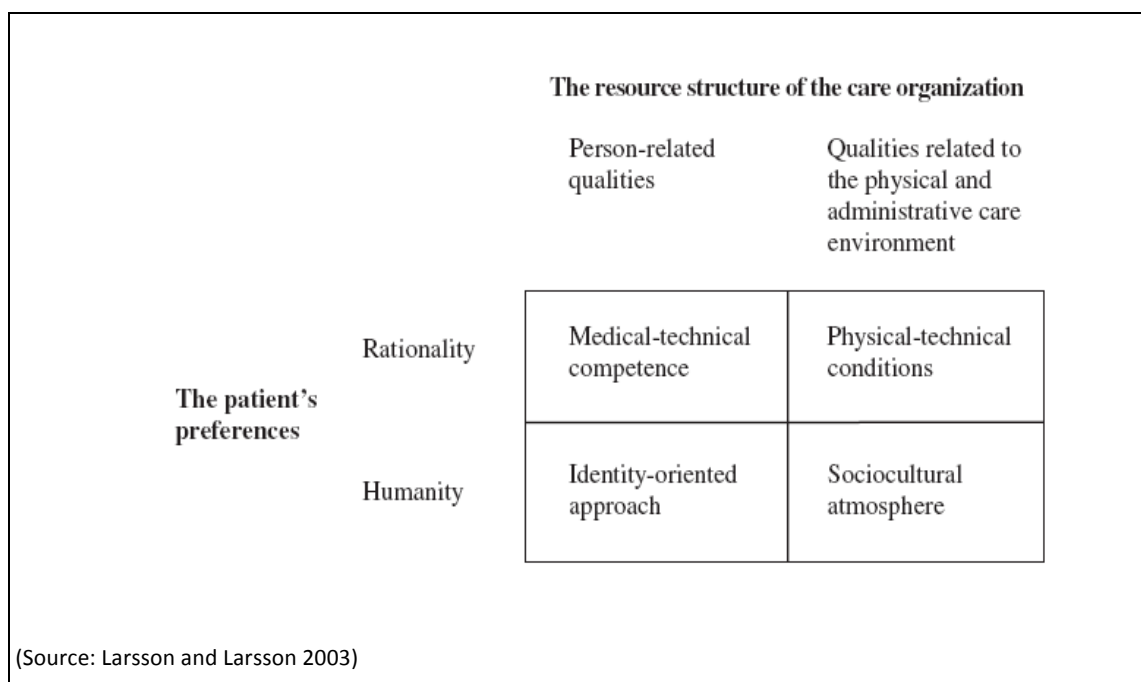 The resource structure of the care organization
Person-related
qualities
Qualities related to
the physical and
administrative care
environment
Rationality
Medical-technical
competence
Physical-technical
conditions
The patient's
preferences
Humanity
Identity-oriented
approach
Sociocultural
atmosphere
(Source: Larsson and Larsson 2003)